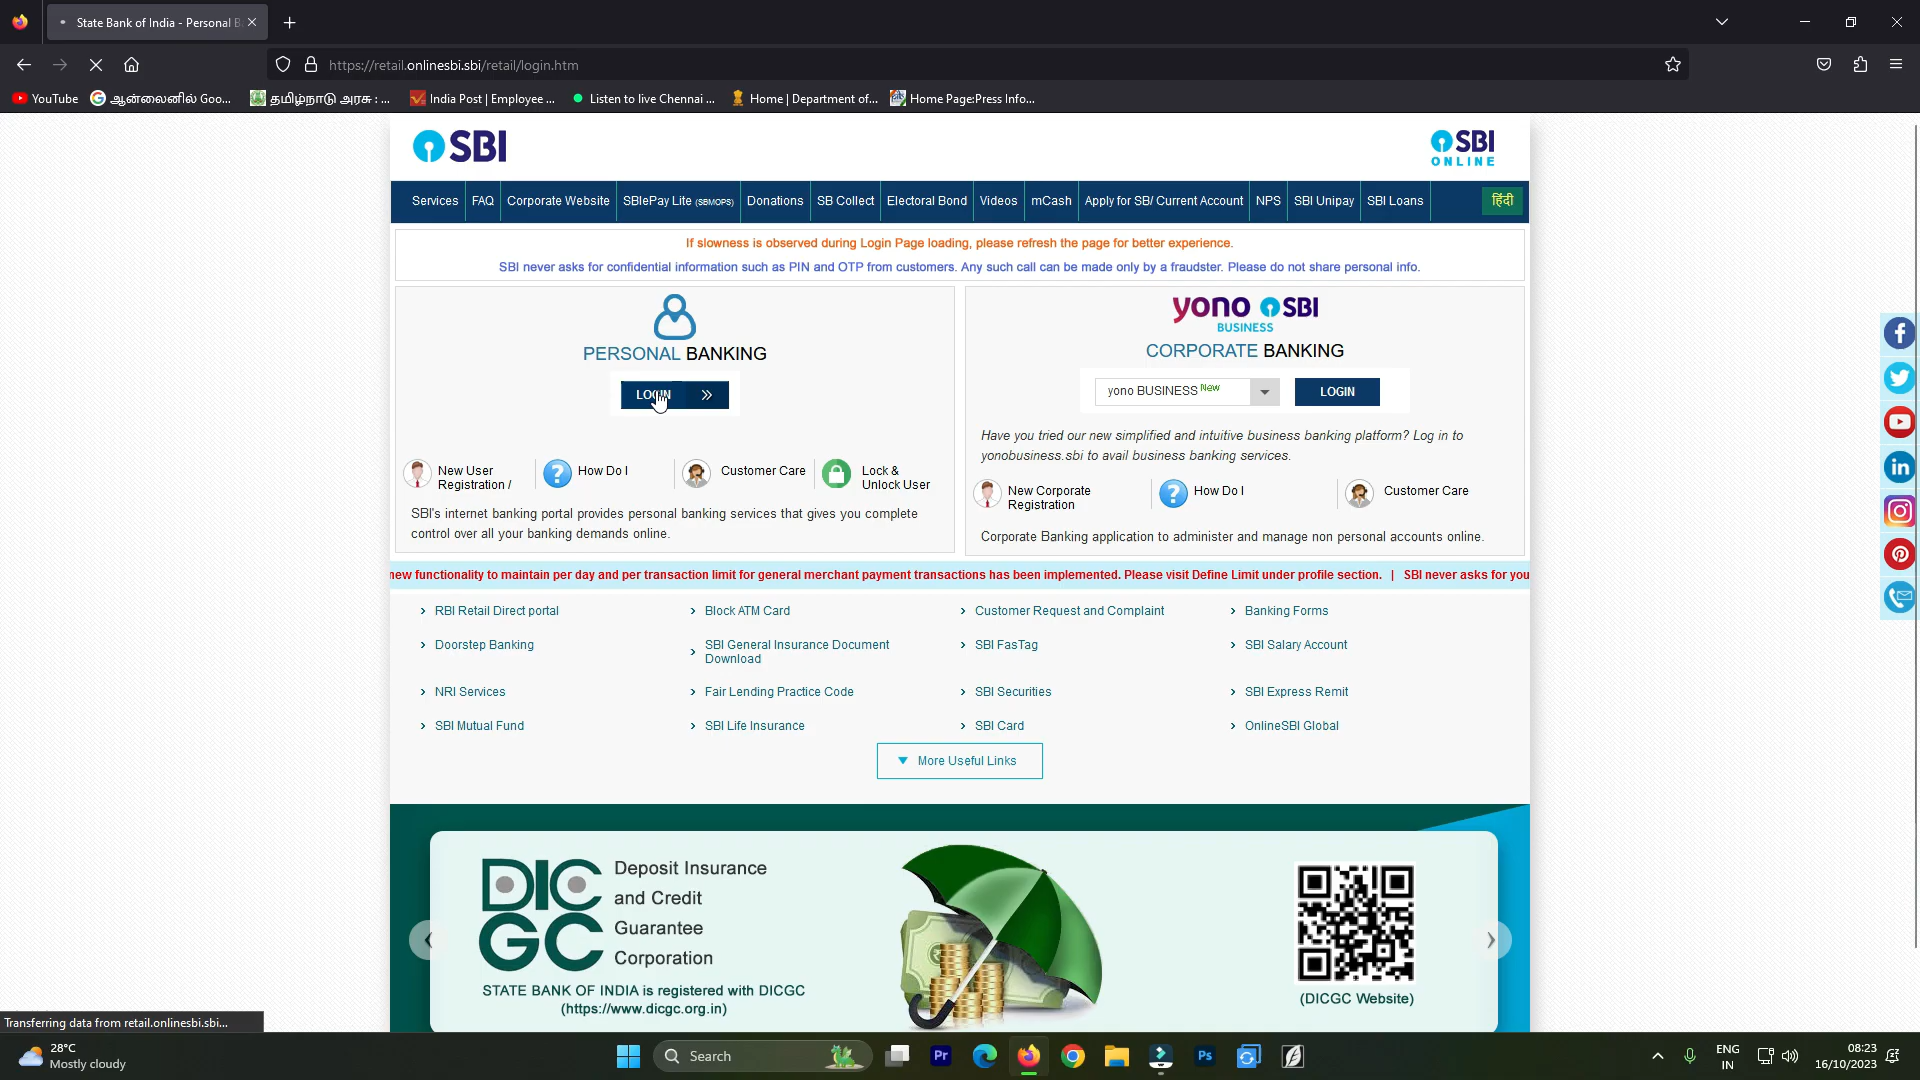 State Bank of India - Personal B
https://retail.onlinesbi.sbi/retail/login.htm
YouTube
ஆன்லைனில் Goo...
தமிழ்நாடு அரசு : ...
India Post | Employee ...
Listen to live Chennai ...
Home | Department of...
Home Page:Press Info...
SBI
SBI
ONLINE
Services
FAQ
Corporate Website
SBIePay Lite (SBMOPS)
Donations
SB Collect
Electoral Bond
Videos
mCash
Apply for SB/ Current Account
NPS
SBI Unipay
SBI Loans
हिंदी
If slowness is observed during Login Page loading, please refresh the page for better experience.
SBI never asks for confidential information such as PIN and OTP from customers. Any such call can be made only by a fraudster. Please do not share personal info.
PERSONAL BANKING
LOGIN
New User
Registration /
How Do I
Customer Care
Lock &
Unlock User
SBI's internet banking portal provides personal banking services that gives you complete
control over all your banking demands online.
yono SBI
BUSINESS
CORPORATE BANKING
yono BUSINESS New
LOGIN
Have you tried our new simplified and intuitive business banking platform? Log in to
yonobusiness.sbi to avail business banking services.
New Corporate
Registration
How Do I
Customer Care
Corporate Banking application to administer and manage non personal accounts online.
new functionality to maintain per day and per transaction limit for general merchant payment transactions has been implemented. Please visit Define Limit under profile section. | SBI never asks for you
RBI Retail Direct portal
Block ATM Card
Customer Request and Complaint
Banking Forms
Doorstep Banking
SBI General Insurance Document
Download
SBI FasTag
SBI Salary Account
NRI Services
Fair Lending Practice Code
SBI Securities
SBI Express Remit
SBI Mutual Fund
SBI Life Insurance
SBI Card
OnlineSBI Global
More Useful Links
DIC
GC
Deposit Insurance
and Credit
Guarantee
Corporation
STATE BANK OF INDIA is registered with DICGC
(https://www.dicgc.org.in)
(DICGC Website)
Transferring data from retail.onlinesbi.sbi...
28°C
Mostly cloudy
Search
Pr
Ps
ENG
IN
08:23
16/10/2023